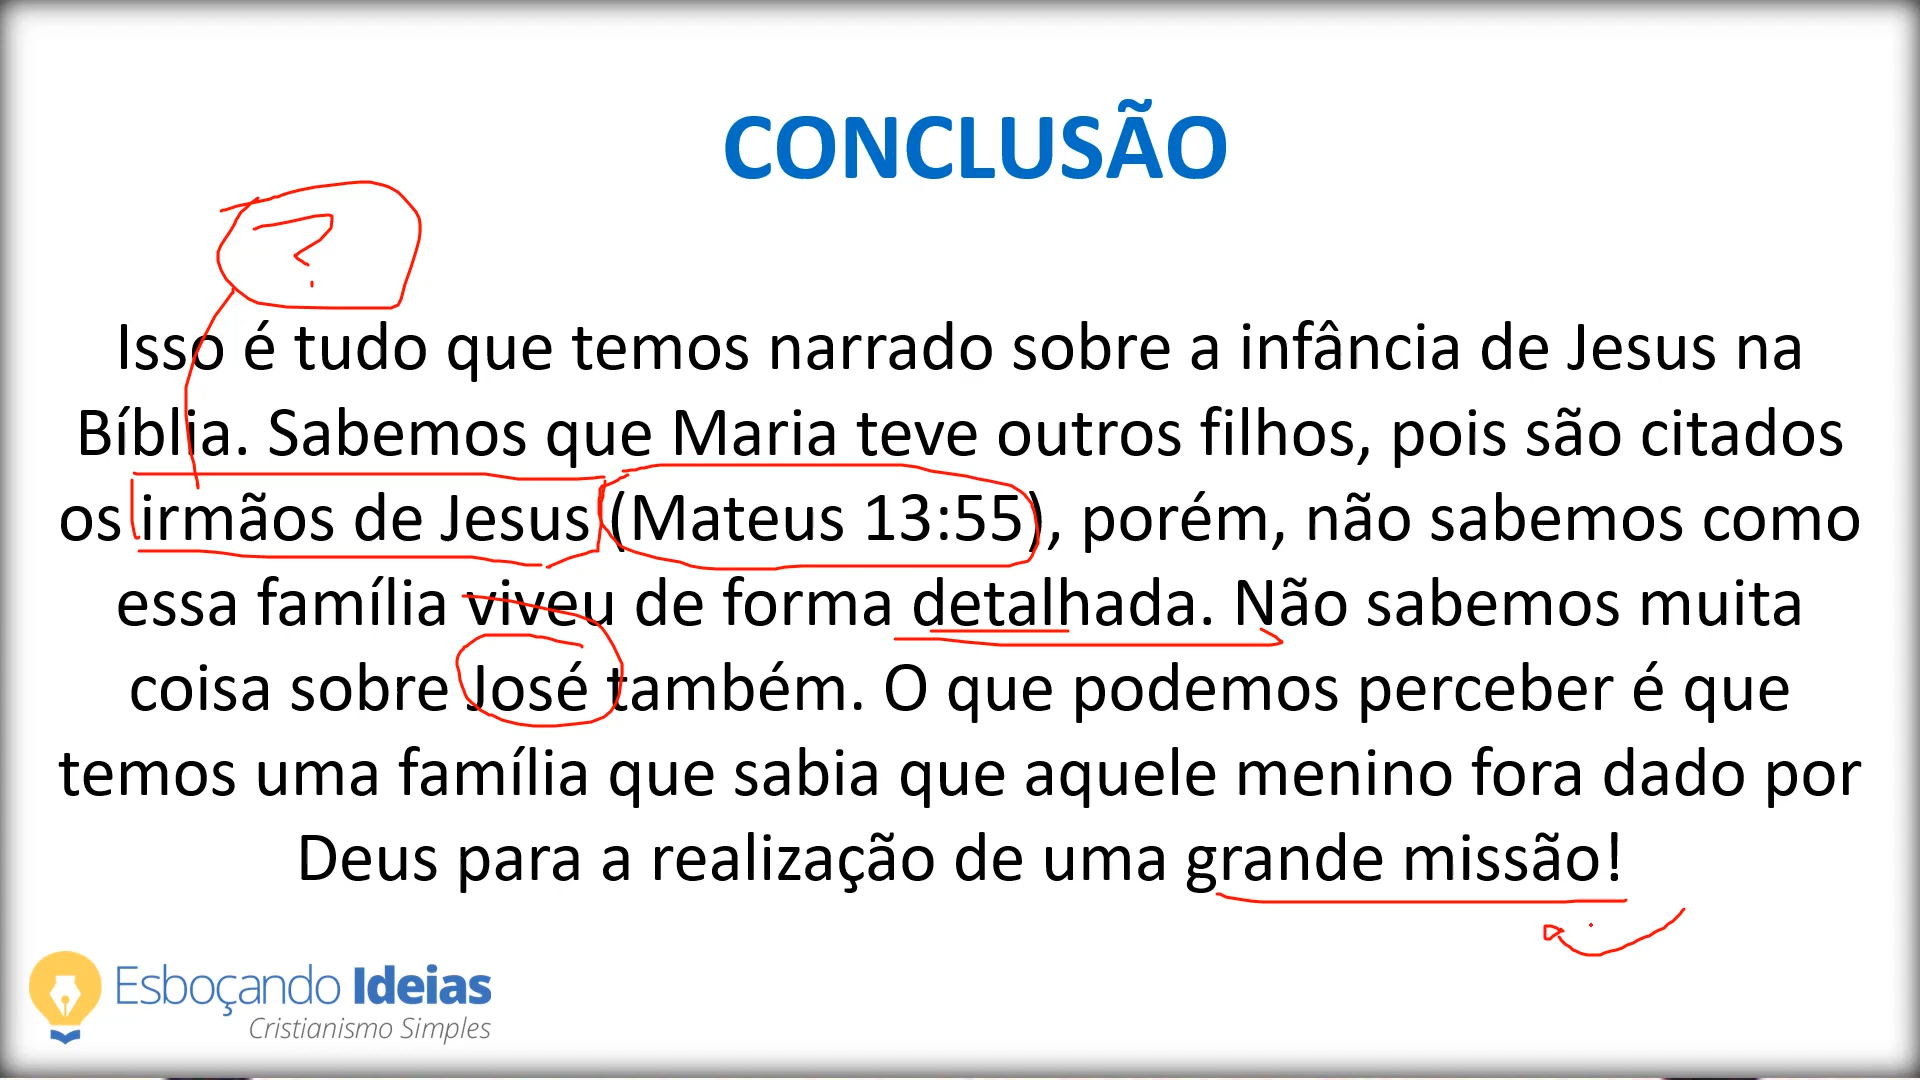 CONCLUSÃO
?
Isso é tudo que temos narrado sobre a infância de Jesus na
Bíblia. Sabemos que Maria teve outros filhos, pois são citados
os irmãos de Jesus (Mateus 13:55), porém, não sabemos como
essa família viveu de forma detalhada. Não sabemos muita
coisa sobre José também. O que podemos perceber é que
temos uma família que sabia que aquele menino fora dado por
Deus para a realização de uma grande missão!
Esboçando Ideias
Cristianismo Simples